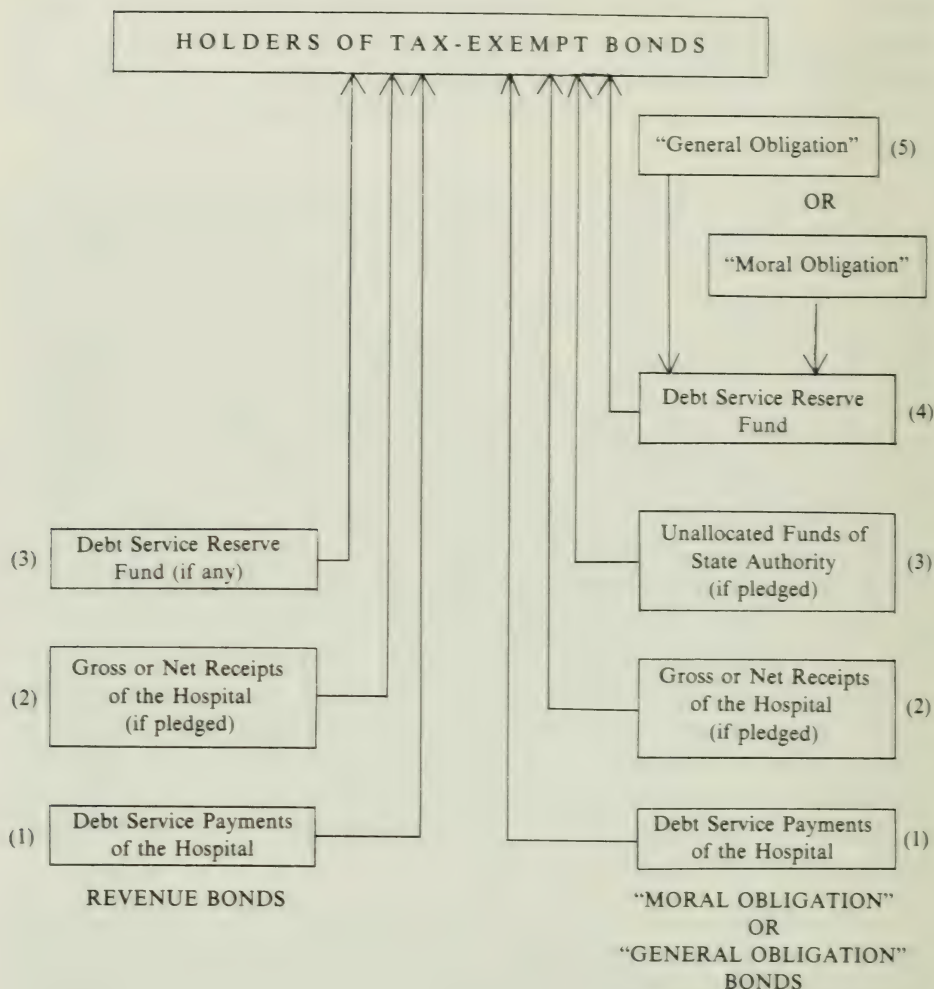 HOLDERS OF TAX-EXEMPT BONDS
“General Obligation” (5)
OR
“Moral Obligation”
Debt Service Reserve
Fund
(4)
(3)
Debt Service Reserve
Fund (if any)
Unallocated Funds of
State Authority
(if pledged)
(3)
(2)
Gross or Net Receipts
of the Hospital
(if pledged)
Gross or Net Receipts
of the Hospital
(if pledged)
(2)
(1)
Debt Service Payments
of the Hospital
REVENUE BONDS
Debt Service Payments
of the Hospital
(1)
“MORAL OBLIGATION”
OR
“GENERAL OBLIGATION”
BONDS